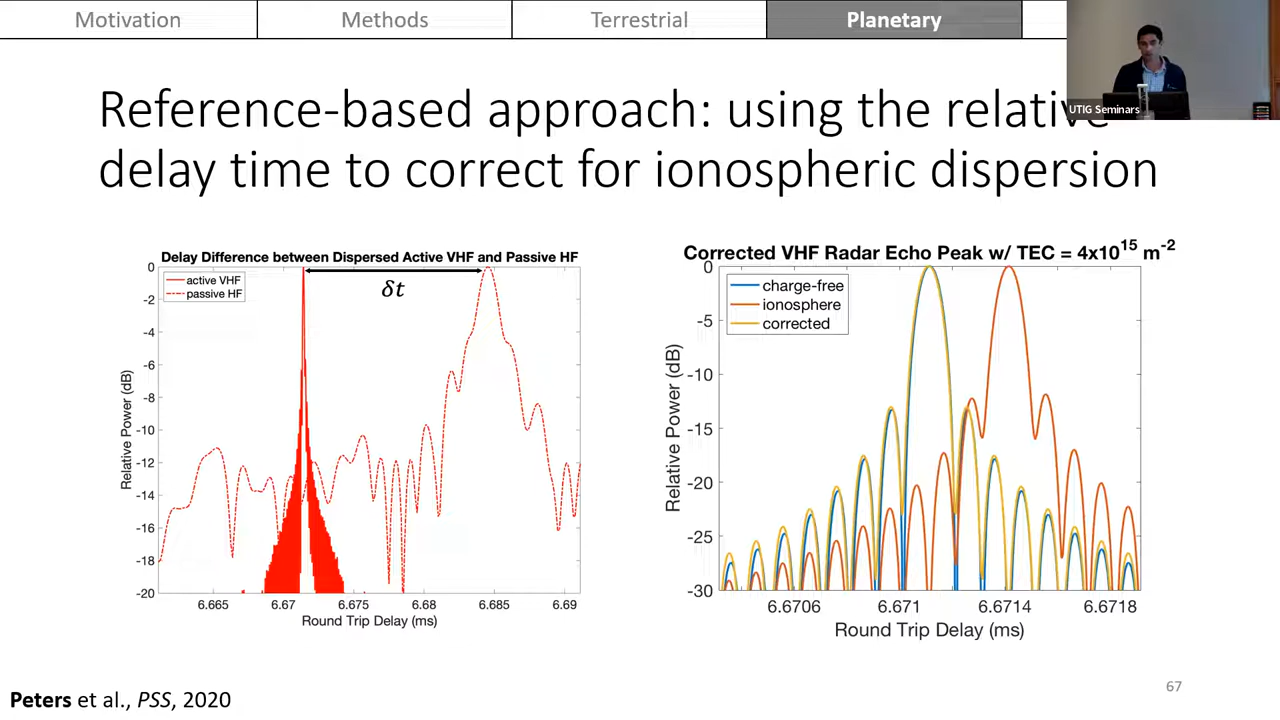 Motivation
Methods
Terrestrial
Planetary
UTIG Seminars
Reference-based approach: using the relative
delay time to correct for ionospheric dispersion
Delay Difference between Dispersed Active VHF and Passive HF
active VHF
passive HF
δt
Relative Power (dB)
0
-2
-4
-6
-8
-10
-12
-14
-16
-18
-20
6.665
6.67
6.675
6.68
6.685
6.69
Round Trip Delay (ms)
Corrected VHF Radar Echo Peak w/ TEC = 4x10¹⁵ m⁻²
charge-free
ionosphere
corrected
Relative Power (dB)
0
-5
-10
-15
-20
-25
-30
6.6706
6.671
6.6714
6.6718
Round Trip Delay (ms)
Peters et al., PSS, 2020
67